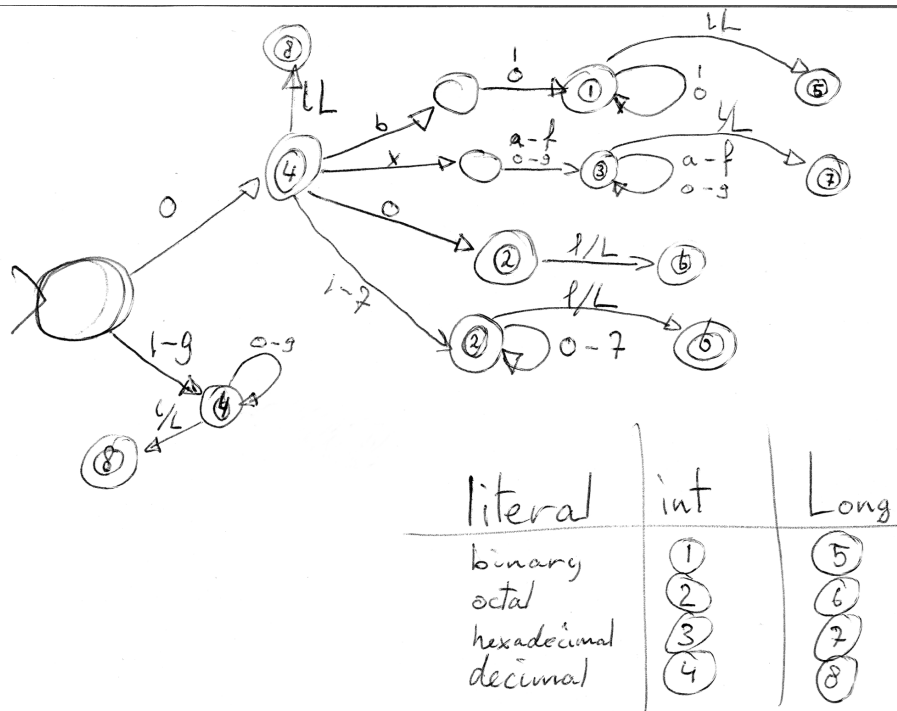 8
lL
lL
1
0
1
5
1
0
b
4
x
a-f
0-9
3
l/L
a-f
0-9
7
0
0
2
l/L
6
1-7
l/L
2
0-7
6
1-9
0-9
4
l/L
8
literal int Long
binary 1 5
octal 2 6
hexadecimal 3 7
decimal 4 8